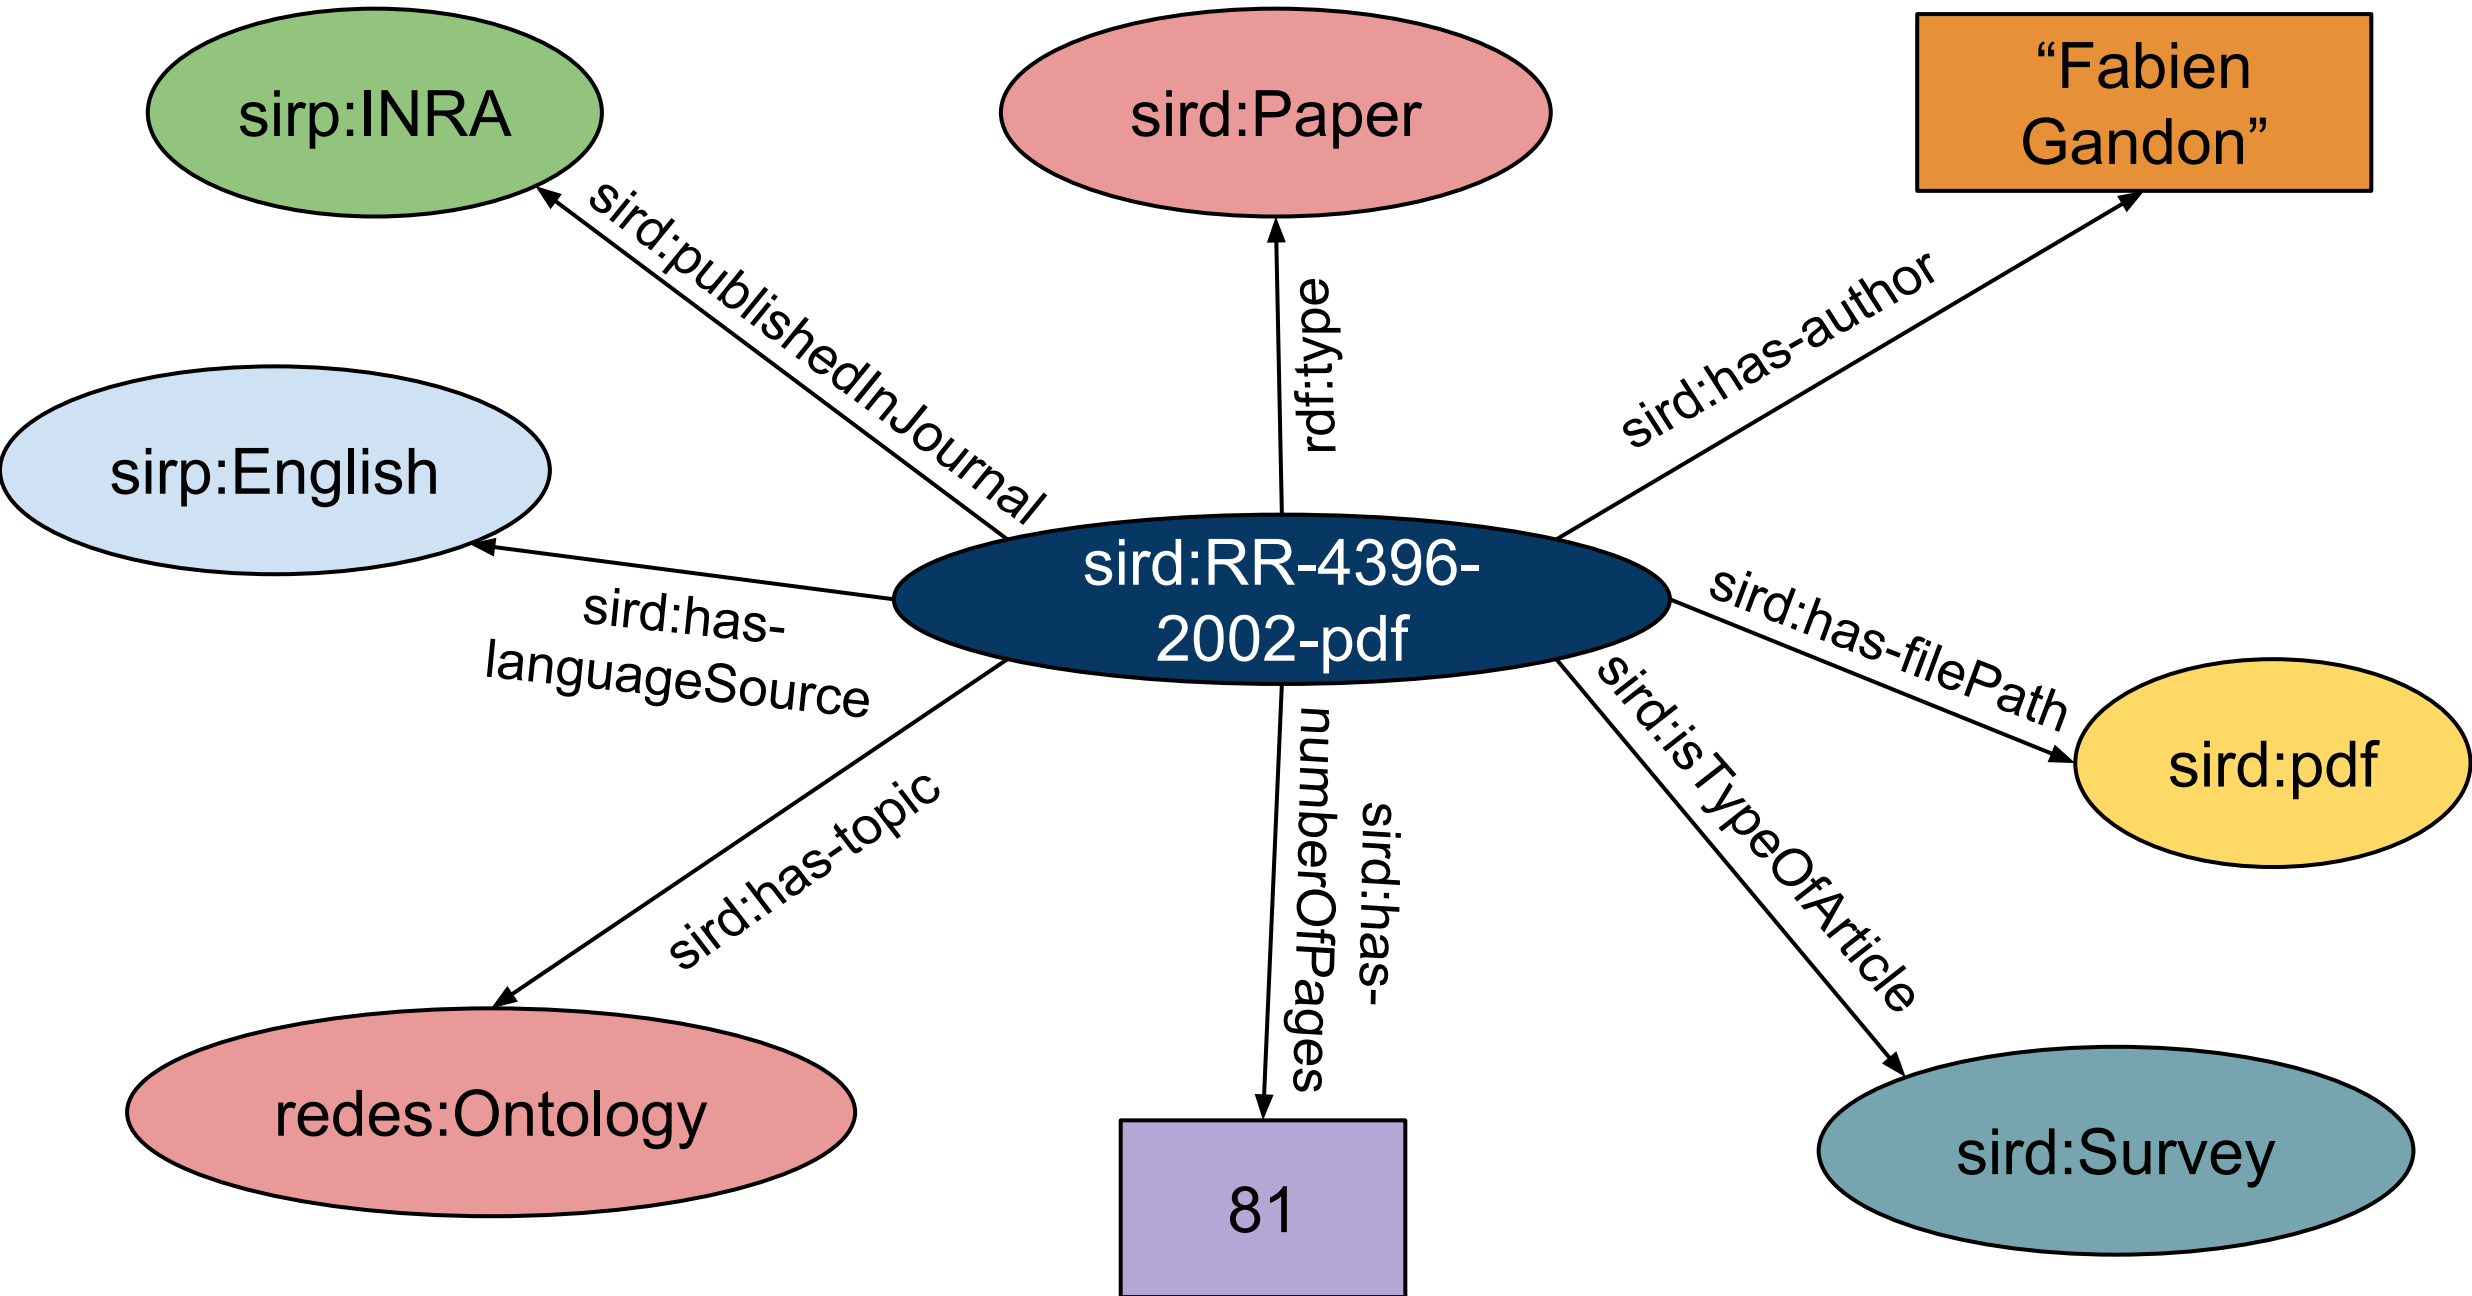 sirp:INRA
sird:Paper
“Fabien
Gandon”
sird:publishedInJournal
rdf:type
sird:has-author
sirp:English
sird:RR-4396-
2002-pdf
sird:has-
languageSource
sird:has-filePath
sird:pdf
sird:has-topic
sird:has-
numberOfPages
sird:isTypeOfArticle
redes:Ontology
81
sird:Survey